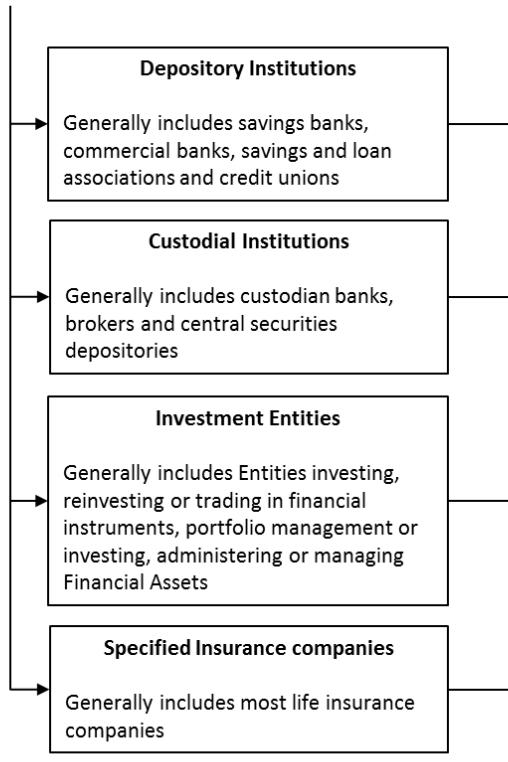 Depository Institutions
Generally includes savings banks,
commercial banks, savings and loan
associations and credit unions
Custodial Institutions
Generally includes custodian banks,
brokers and central securities
depositories
Investment Entities
Generally includes Entities investing,
reinvesting or trading in financial
instruments, portfolio management or
investing, administering or managing
Financial Assets
Specified Insurance companies
Generally includes most life insurance
companies